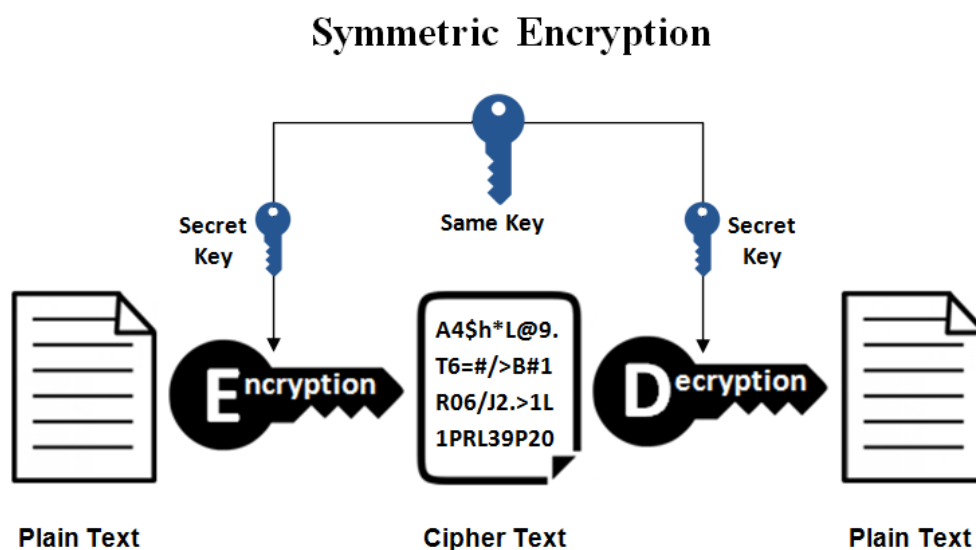 Symmetric Encryption
Same Key
Secret
Key
Secret
Key
Encryption
A4$h*L@9.
T6=#/>B#1
R06/J2.>1L
1PRL39P20
Decryption
Plain Text
Cipher Text
Plain Text